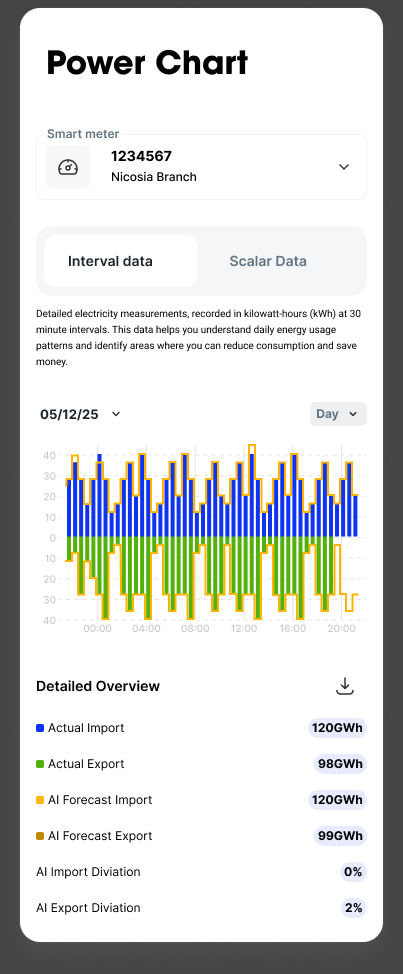 Power Chart
Smart meter
1234567
Nicosia Branch
Interval data
Scalar Data
Detailed electricity measurements, recorded in kilowatt-hours (kWh) at 30
minute intervals. This data helps you understand daily energy usage
patterns and identify areas where you can reduce consumption and save
money.
05/12/25
Day
40
30
20
10
0
10
20
30
40
00:00 04:00 08:00 12:00 16:00 20:00
Detailed Overview
Actual Import 120GWh
Actual Export 98GWh
AI Forecast Import 120GWh
AI Forecast Export 99GWh
AI Import Diviation 0%
AI Export Diviation 2%